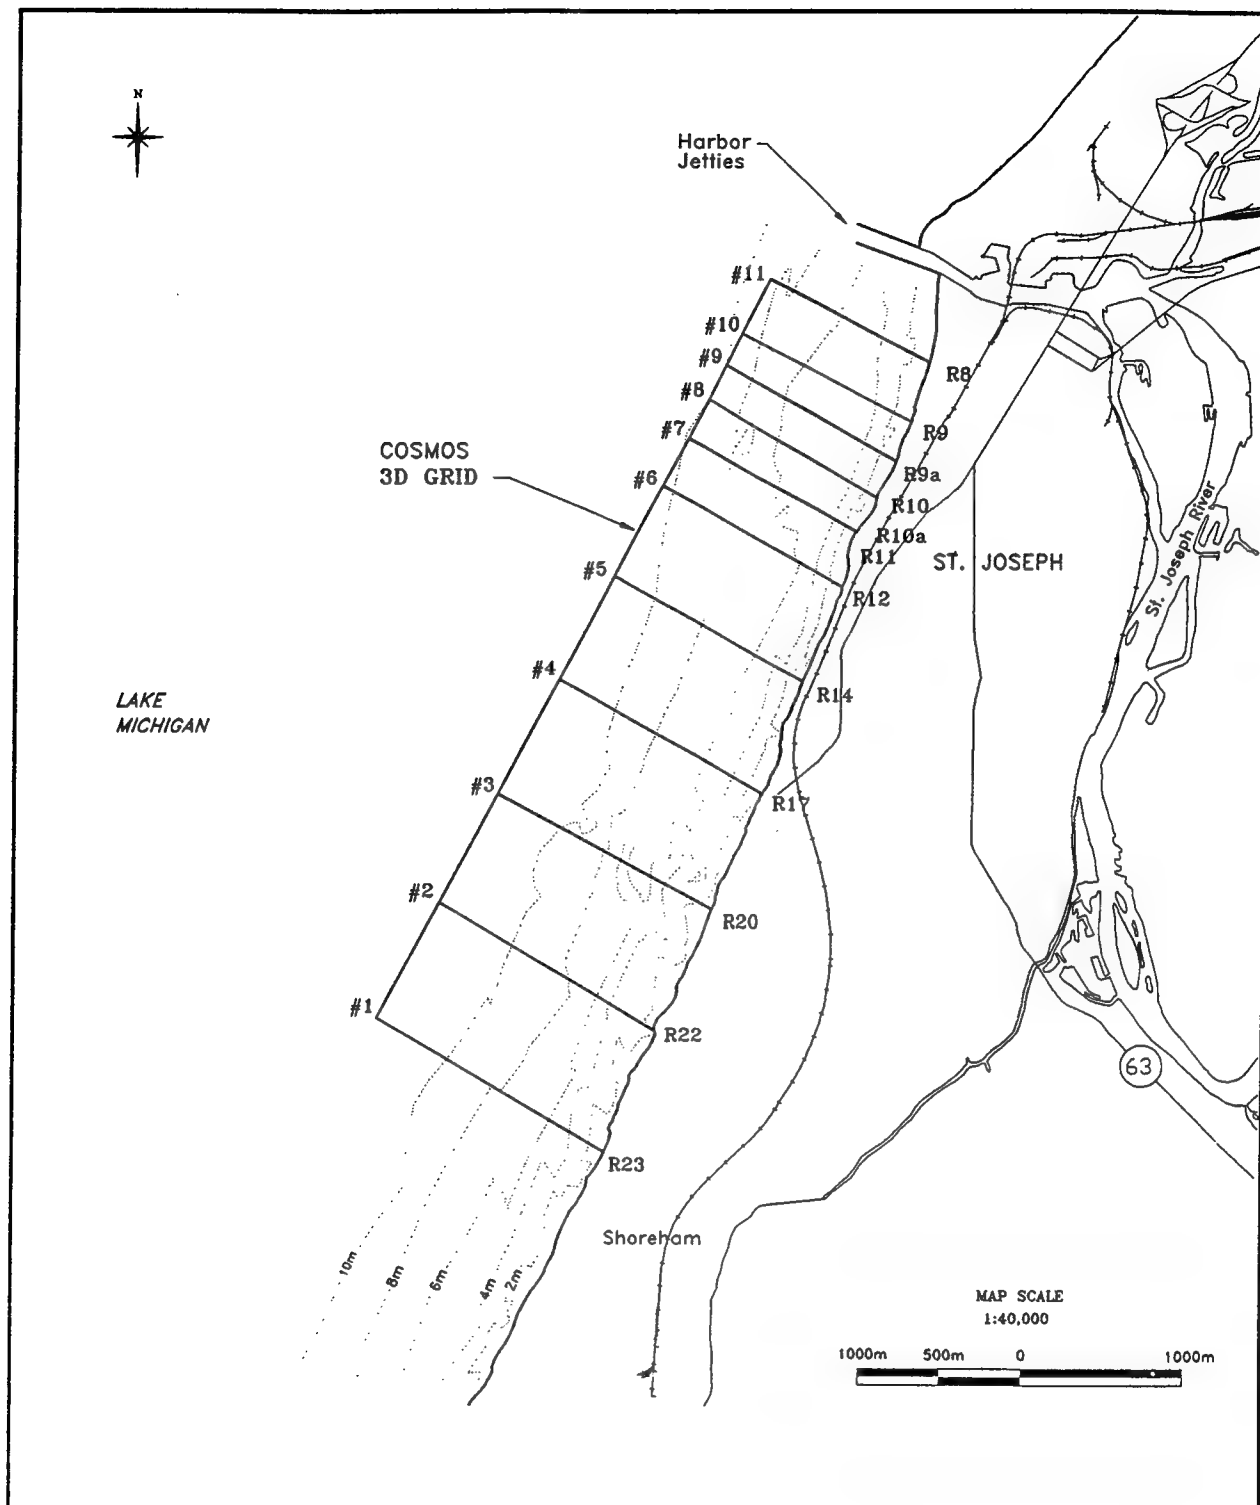 N
Harbor
Jetties
#11
#10
#9
R8
#8
COSMOS
3D GRID
#7
R9
#6
R9a
R10
R10a
R11
ST. JOSEPH
St. Joseph River
#5
R12
#4
R14
LAKE
MICHIGAN
#3
R17
#2
R20
#1
R22
63
R23
Shoreham
10m
8m
6m
4m
2m
MAP SCALE
1:40,000
1000m 500m 0 1000m